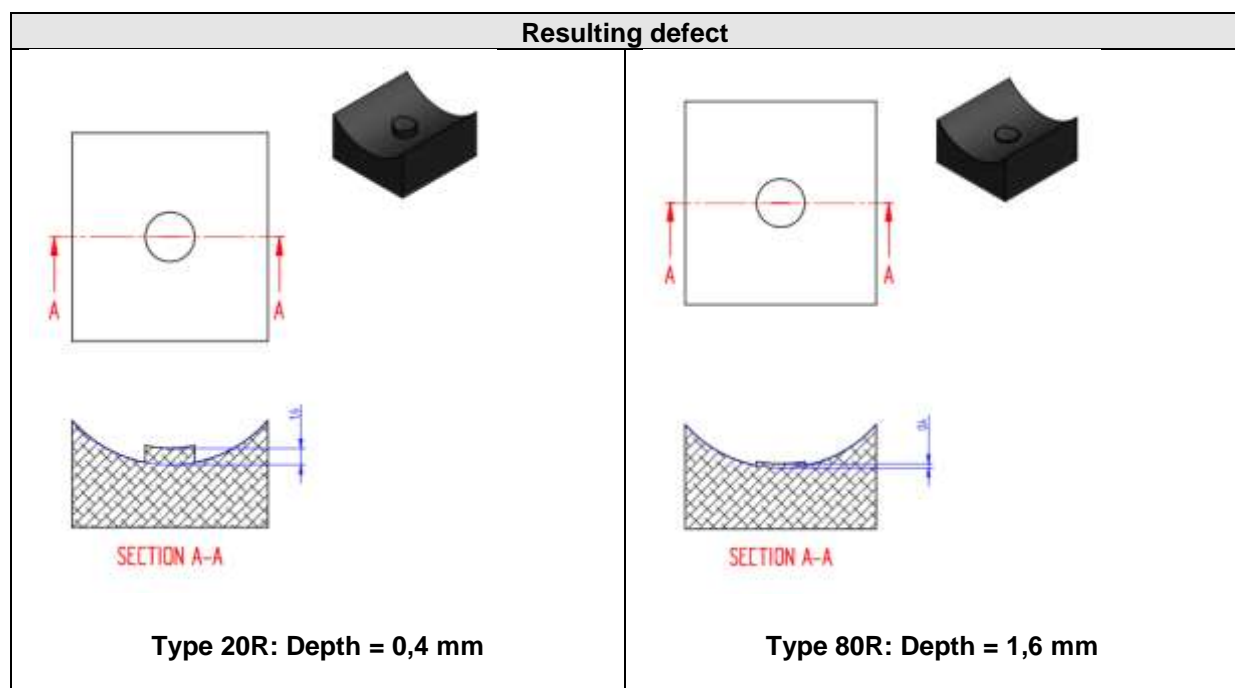 Resulting defect
A A
A A
SECTION A-A
SECTION A-A
Type 20R: Depth = 0,4 mm
Type 80R: Depth = 1,6 mm